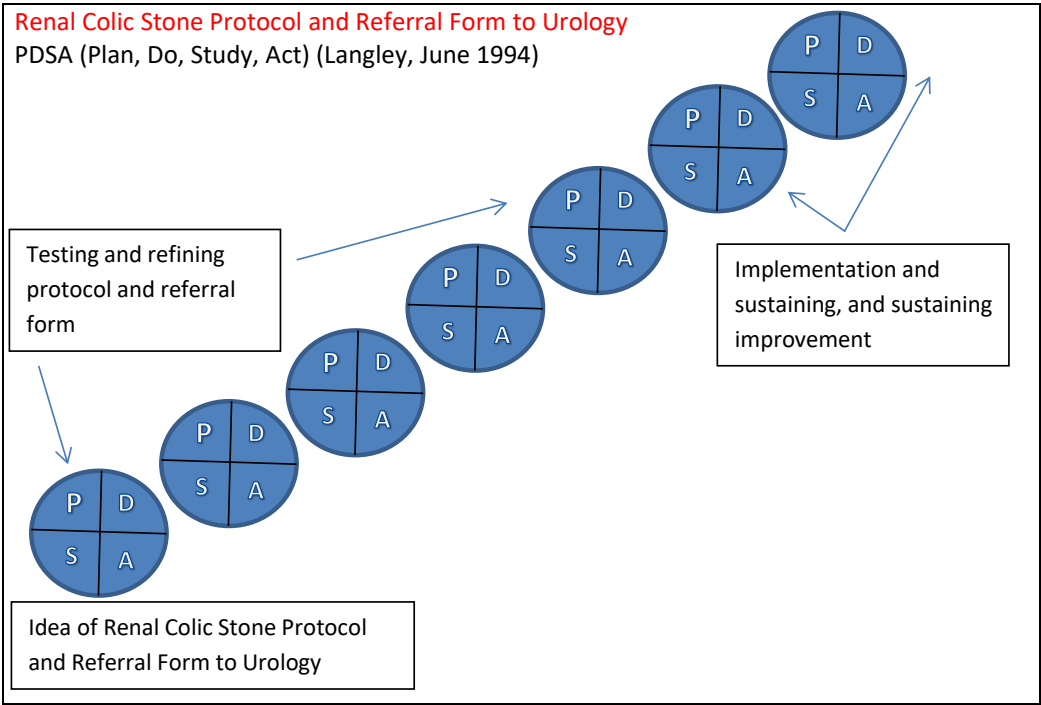 Renal Colic Stone Protocol and Referral Form to Urology
PDSA (Plan, Do, Study, Act) (Langley, June 1994)
P D
S A
P D
S A
P D
S A
Testing and refining
protocol and referral
form
Implementation and
sustaining, and sustaining
improvement
P D
S A
P D
S A
P D
S A
P D
S A
Idea of Renal Colic Stone Protocol
and Referral Form to Urology